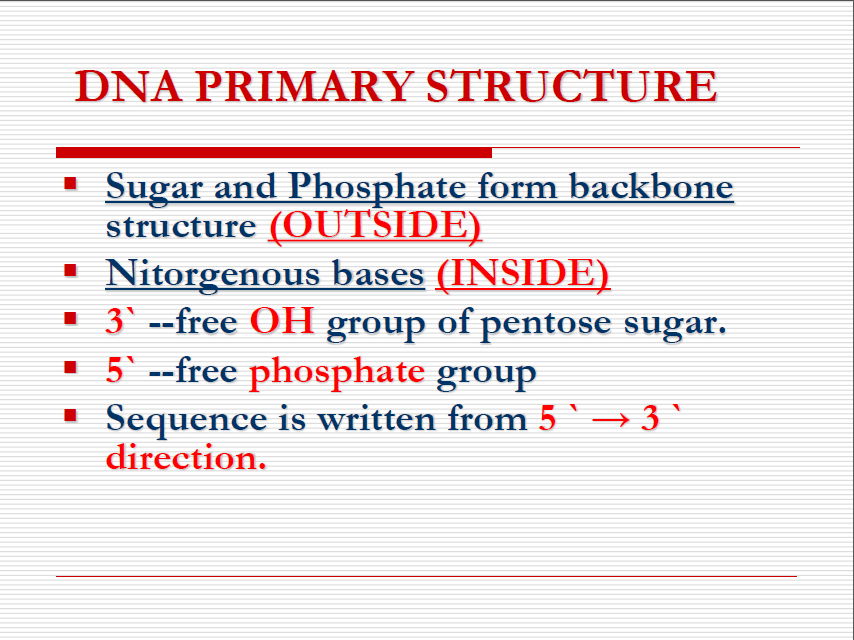 DNA PRIMARY STRUCTURE
Sugar and Phosphate form backbone
structure (OUTSIDE)
Nitorgenous bases (INSIDE)
3` --free OH group of pentose sugar.
5` --free phosphate group
Sequence is written from 5 ` → 3 `
direction.